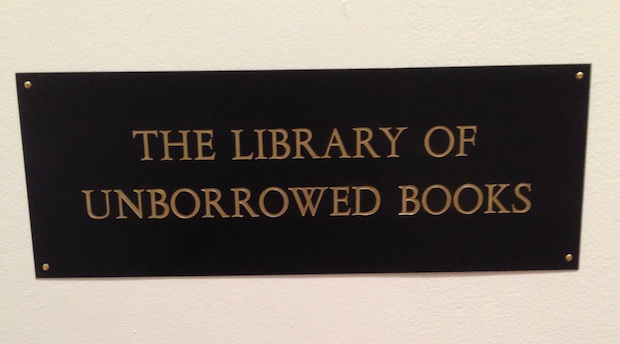 THE LIBRARY OF
UNBORROWED BOOKS